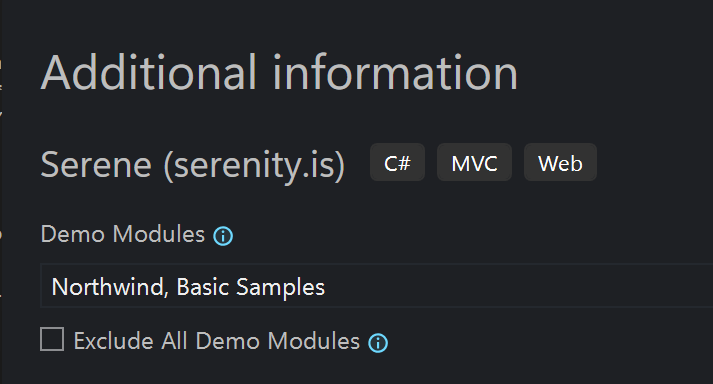 Additional information
Serene (serenity.is) C# MVC Web
Demo Modules
Northwind, Basic Samples
Exclude All Demo Modules